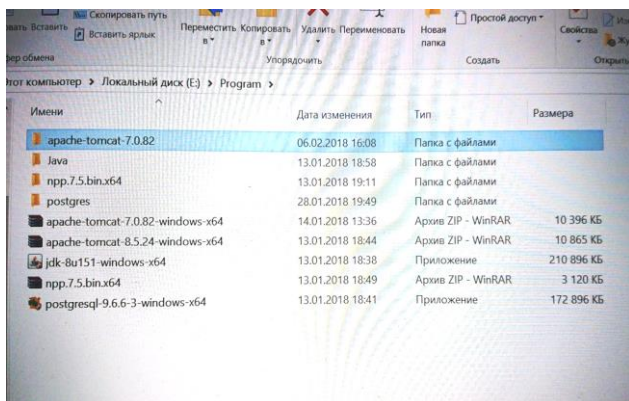 Скопировать путь
Вставить
Вставить ярлык
Переместить Копировать Удалить Переименовать
в в
Новая
папка
Простой доступ
Свойства
обмена Упорядочить Создать
компьютер > Локальный диск (E:) > Program >
Имени Дата изменения Тип Размера
apache-tomcat-7.0.82 06.02.2018 16:08 Папка с файлами
Java 13.01.2018 18:58 Папка с файлами
npp.7.5.bin.x64 13.01.2018 19:11 Папка с файлами
postgres 28.01.2018 19:49 Папка с файлами
apache-tomcat-7.0.82-windows-x64 14.01.2018 13:36 Архив ZIP - WinRAR 10 396 КБ
apache-tomcat-8.5.24-windows-x64 13.01.2018 18:44 Архив ZIP - WinRAR 10 865 КБ
jdk-8u151-windows-x64 13.01.2018 18:38 Приложение 210 896 КБ
npp.7.5.bin.x64 13.01.2018 18:49 Архив ZIP - WinRAR 3 120 КБ
postgresql-9.6.6-3-windows-x64 13.01.2018 18:41 Приложение 172 896 КБ